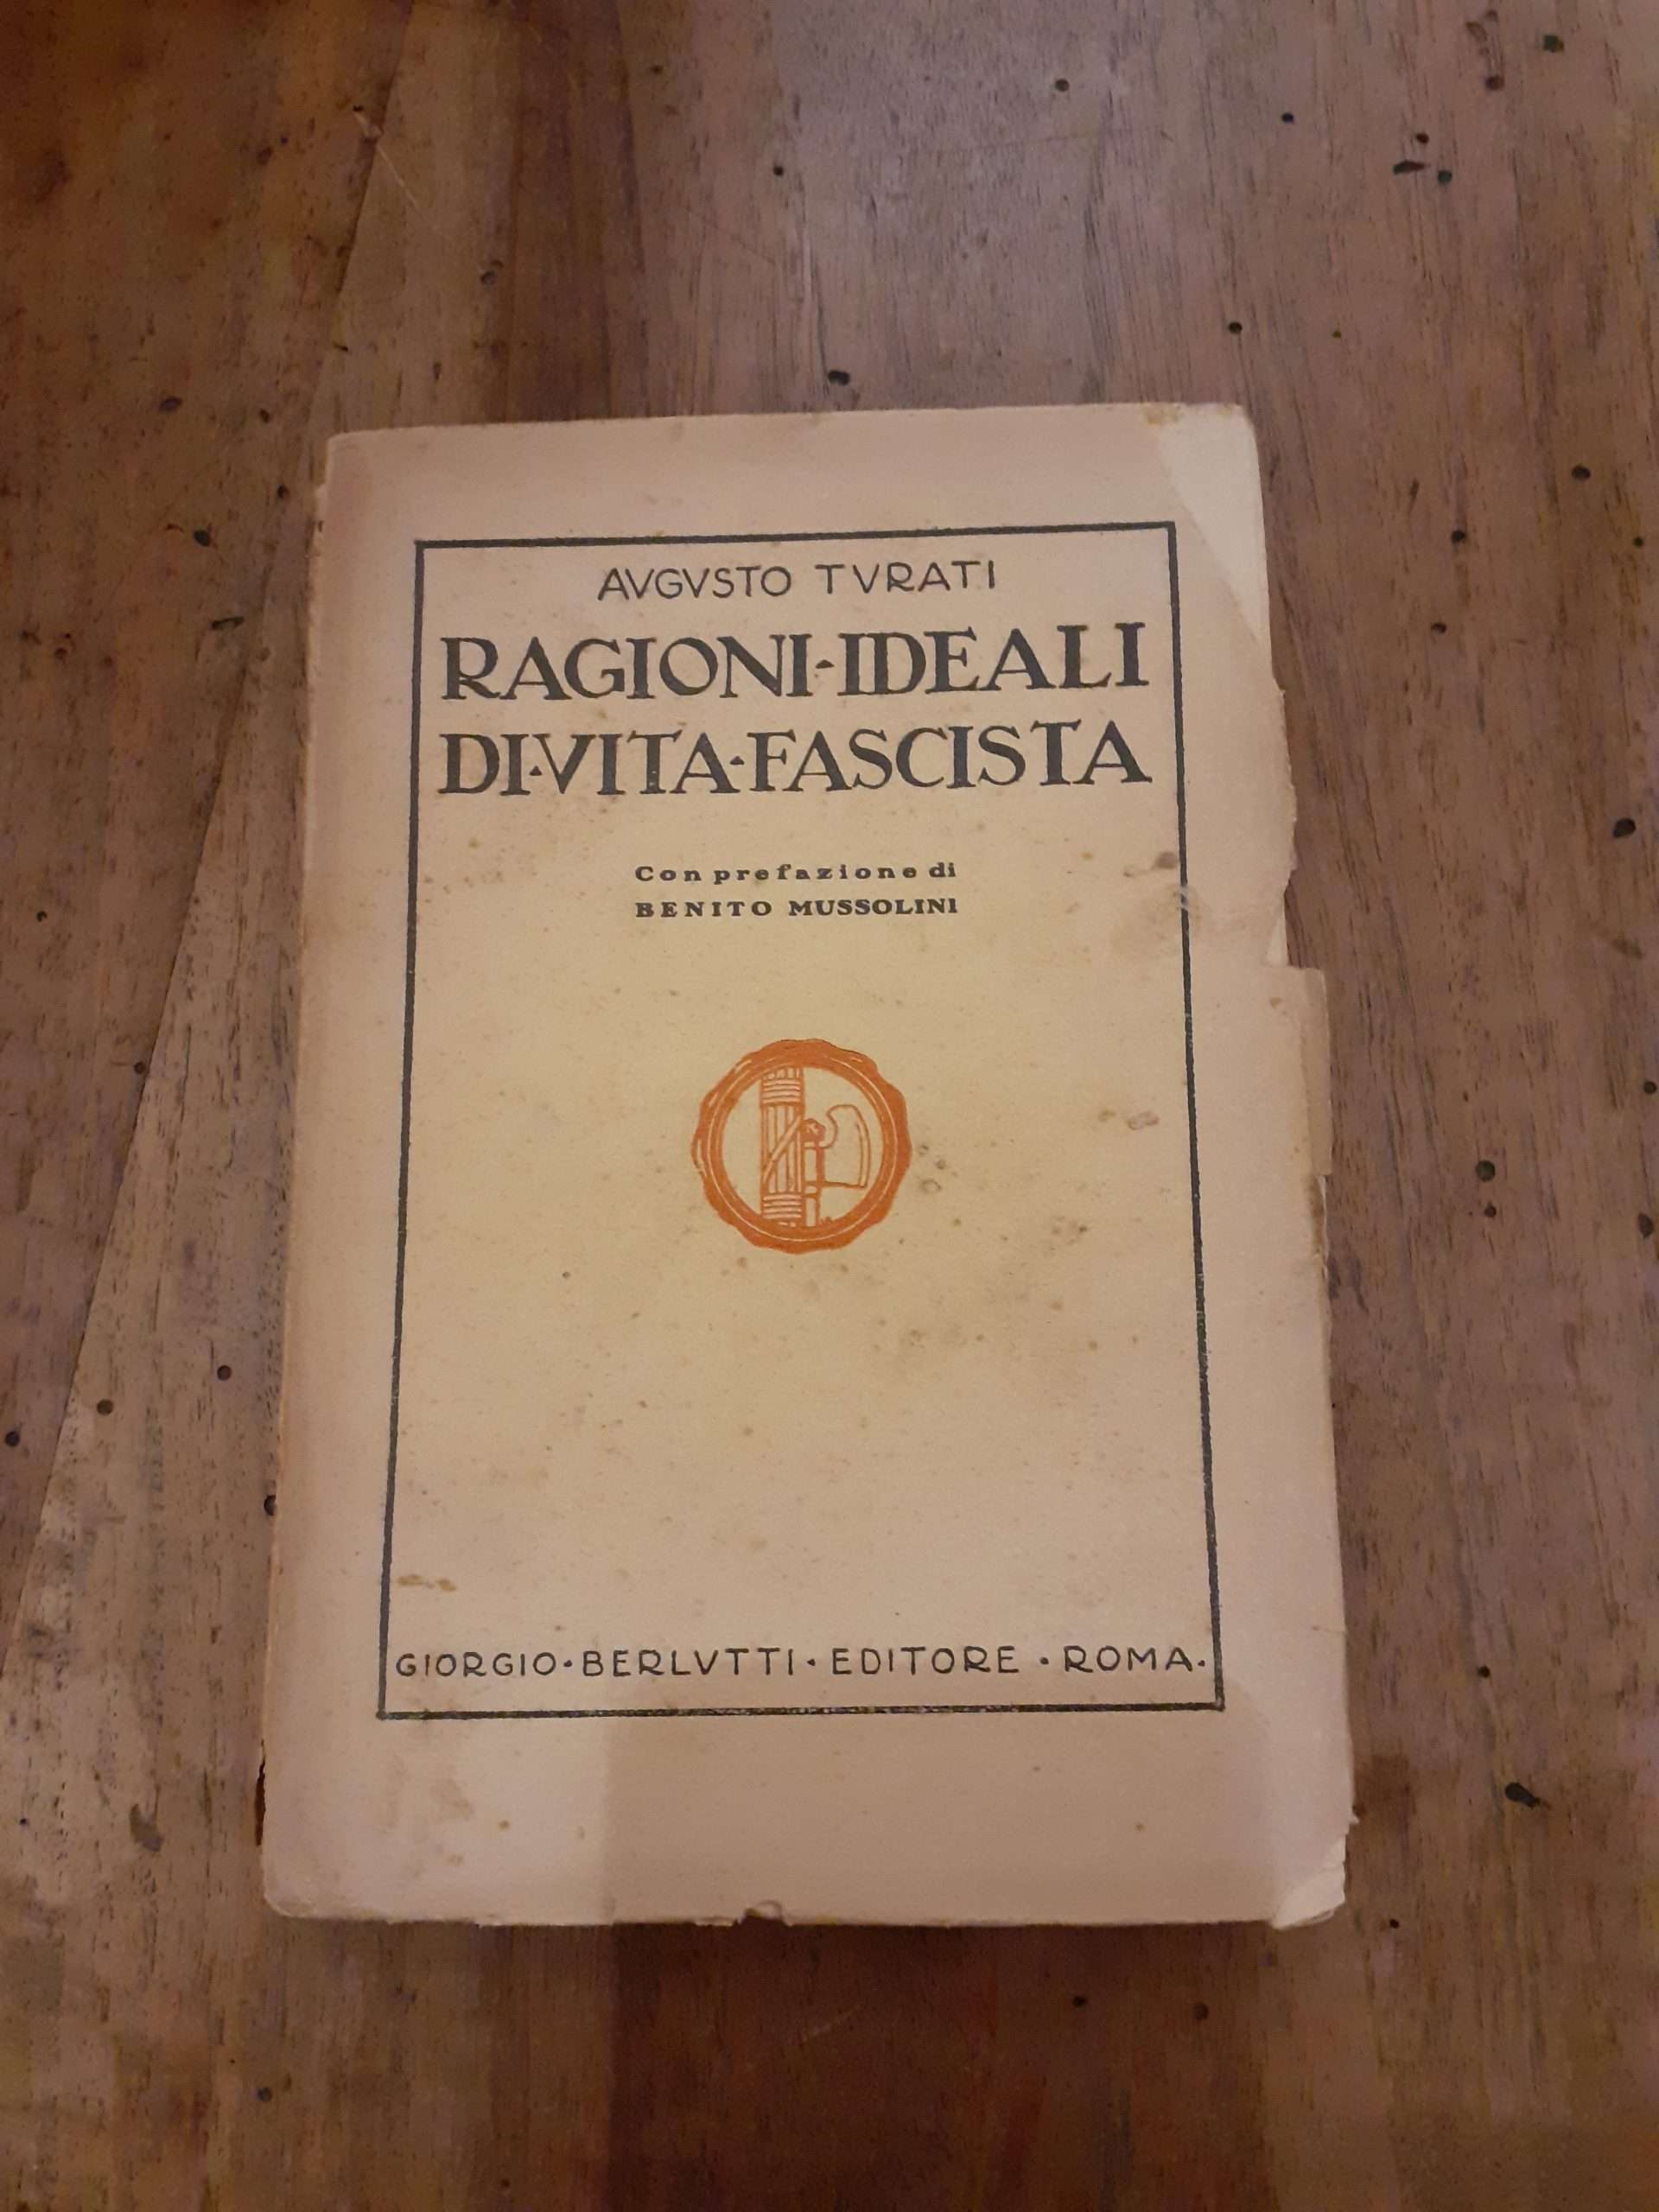 AVGVSTO TVRATI
RAGIONI·IDEALI
DI·VITA·FASCISTA
Con prefazione di
BENITO MUSSOLINI
GIORGIO·BERLVTTI·EDITORE·ROMA·